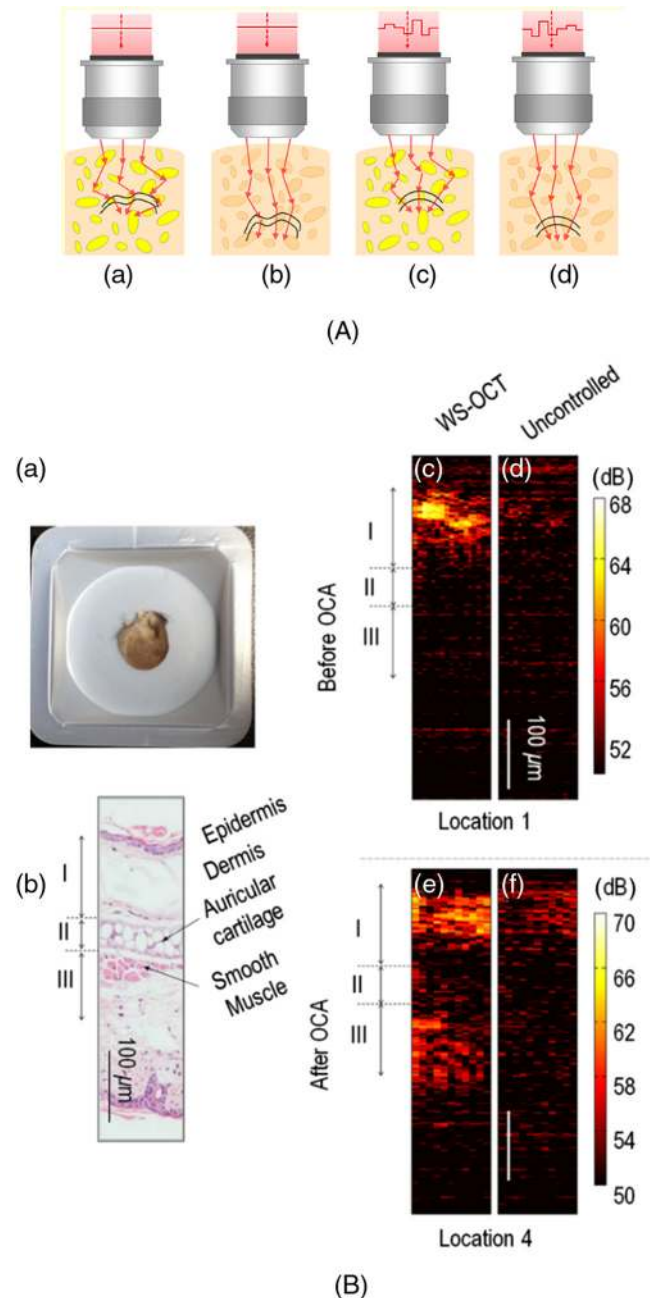 (a)
(b)
(c)
(d)
(A)
WS-OCT
Uncontrolled
(a)
(c)
(d)
(dB)
68
64
60
56
52
I
II
III
Before OCA
100 μm
Location 1
(b)
I
II
III
Epidermis
Dermis
Auricular
cartilage
Smooth
Muscle
100 μm
(e)
(f)
(dB)
70
66
62
58
54
50
I
II
III
After OCA
Location 4
(B)